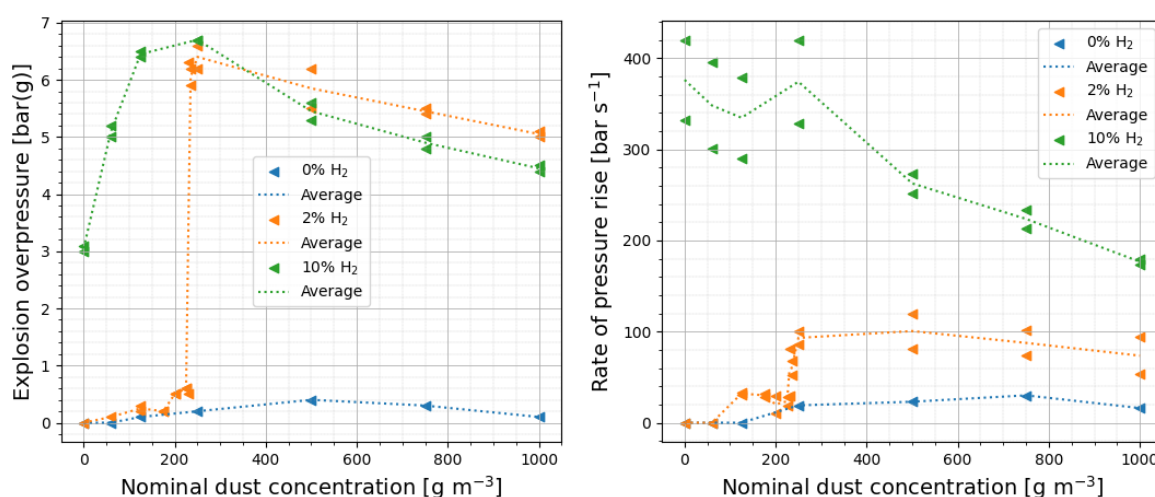 Explosion overpressure [bar(g)]
7
6
5
4
3
2
1
0
0% H₂
Average
2% H₂
Average
10% H₂
Average
0 200 400 600 800 1000
Nominal dust concentration [g m⁻³]
Rate of pressure rise [bar s⁻¹]
400
300
200
100
0
0% H₂
Average
2% H₂
Average
10% H₂
Average
0 200 400 600 800 1000
Nominal dust concentration [g m⁻³]